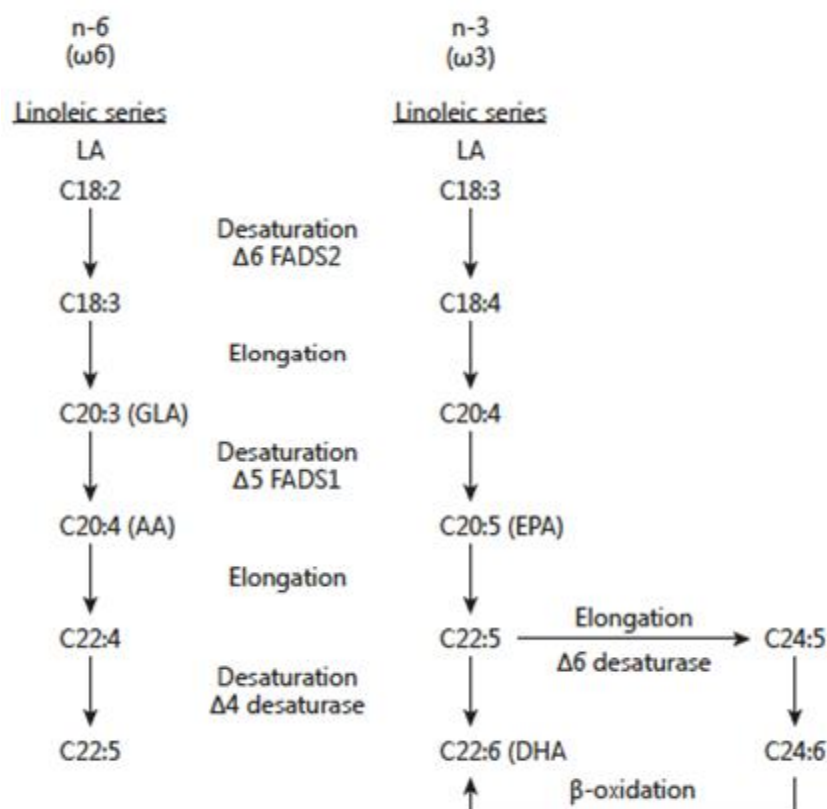 n-6
(ω6)
n-3
(ω3)
Linoleic series
Linoleic series
LA
LA
C18:2
C18:3
Desaturation
Δ6 FADS2
C18:3
C18:4
Elongation
C20:3 (GLA)
C20:4
Desaturation
Δ5 FADS1
C20:4 (AA)
C20:5 (EPA)
Elongation
C22:4
C22:5
Elongation
Δ6 desaturase
C24:5
Desaturation
Δ4 desaturase
C22:5
C22:6 (DHA
C24:6
β-oxidation